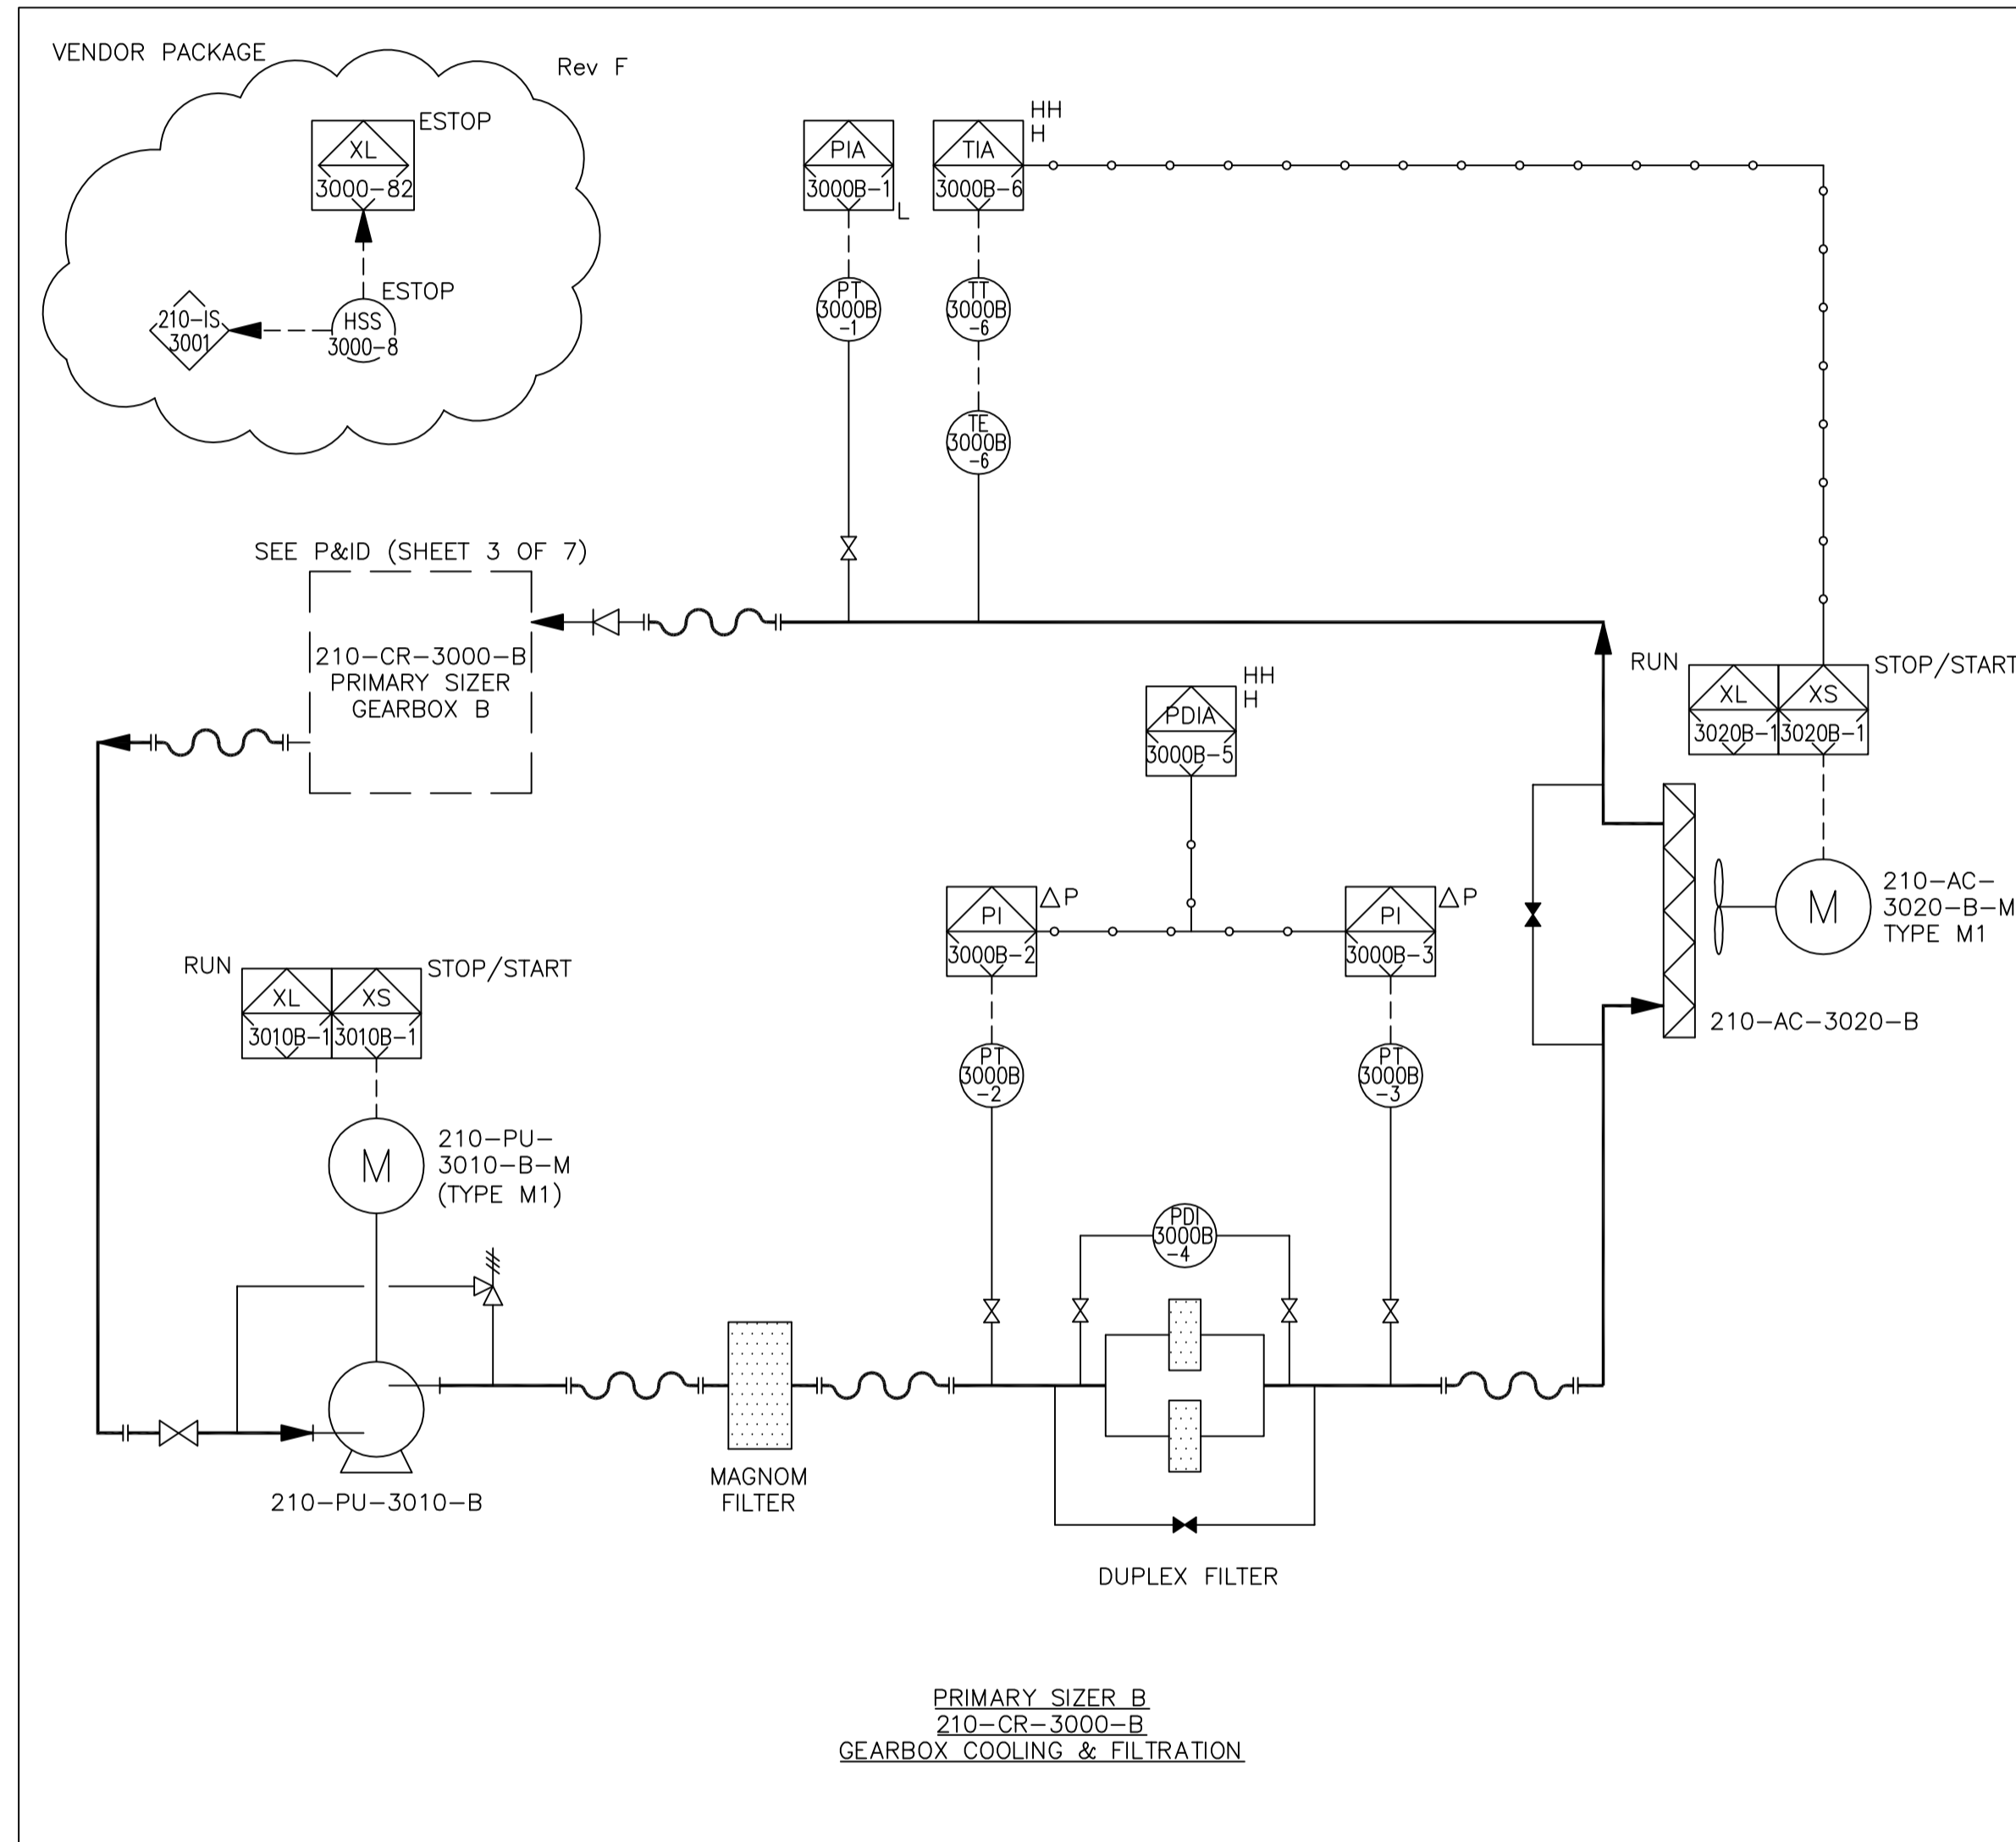 VENDOR PACKAGE
Rev F
ESTOP
XL
3000-82
ESTOP
HSS
3000-8
210-IS
3001
PIA
3000B-1
L
TIA
3000B-6
HH
H
PT
3000B
-1
TT
3000B
-6
TE
3000B
-6
SEE P&ID (SHEET 3 OF 7)
210-CR-3000-B
PRIMARY SIZER
GEARBOX B
HH
H
PDIA
3000B-5
RUN
XL
3020B-1
XS
3020B-1
STOP/START
M
210-AC-
3020-B-M
TYPE M1
210-AC-3020-B
PI
3000B-2
△P
PI
3000B-3
△P
PT
3000B
-2
PT
3000B
-3
RUN
XL
3010B-1
XS
3010B-1
STOP/START
M
210-PU-
3010-B-M
(TYPE M1)
PDI
3000B
-4
210-PU-3010-B
MAGNOM
FILTER
DUPLEX FILTER
PRIMARY SIZER B
210-CR-3000-B
GEARBOX COOLING & FILTRATION